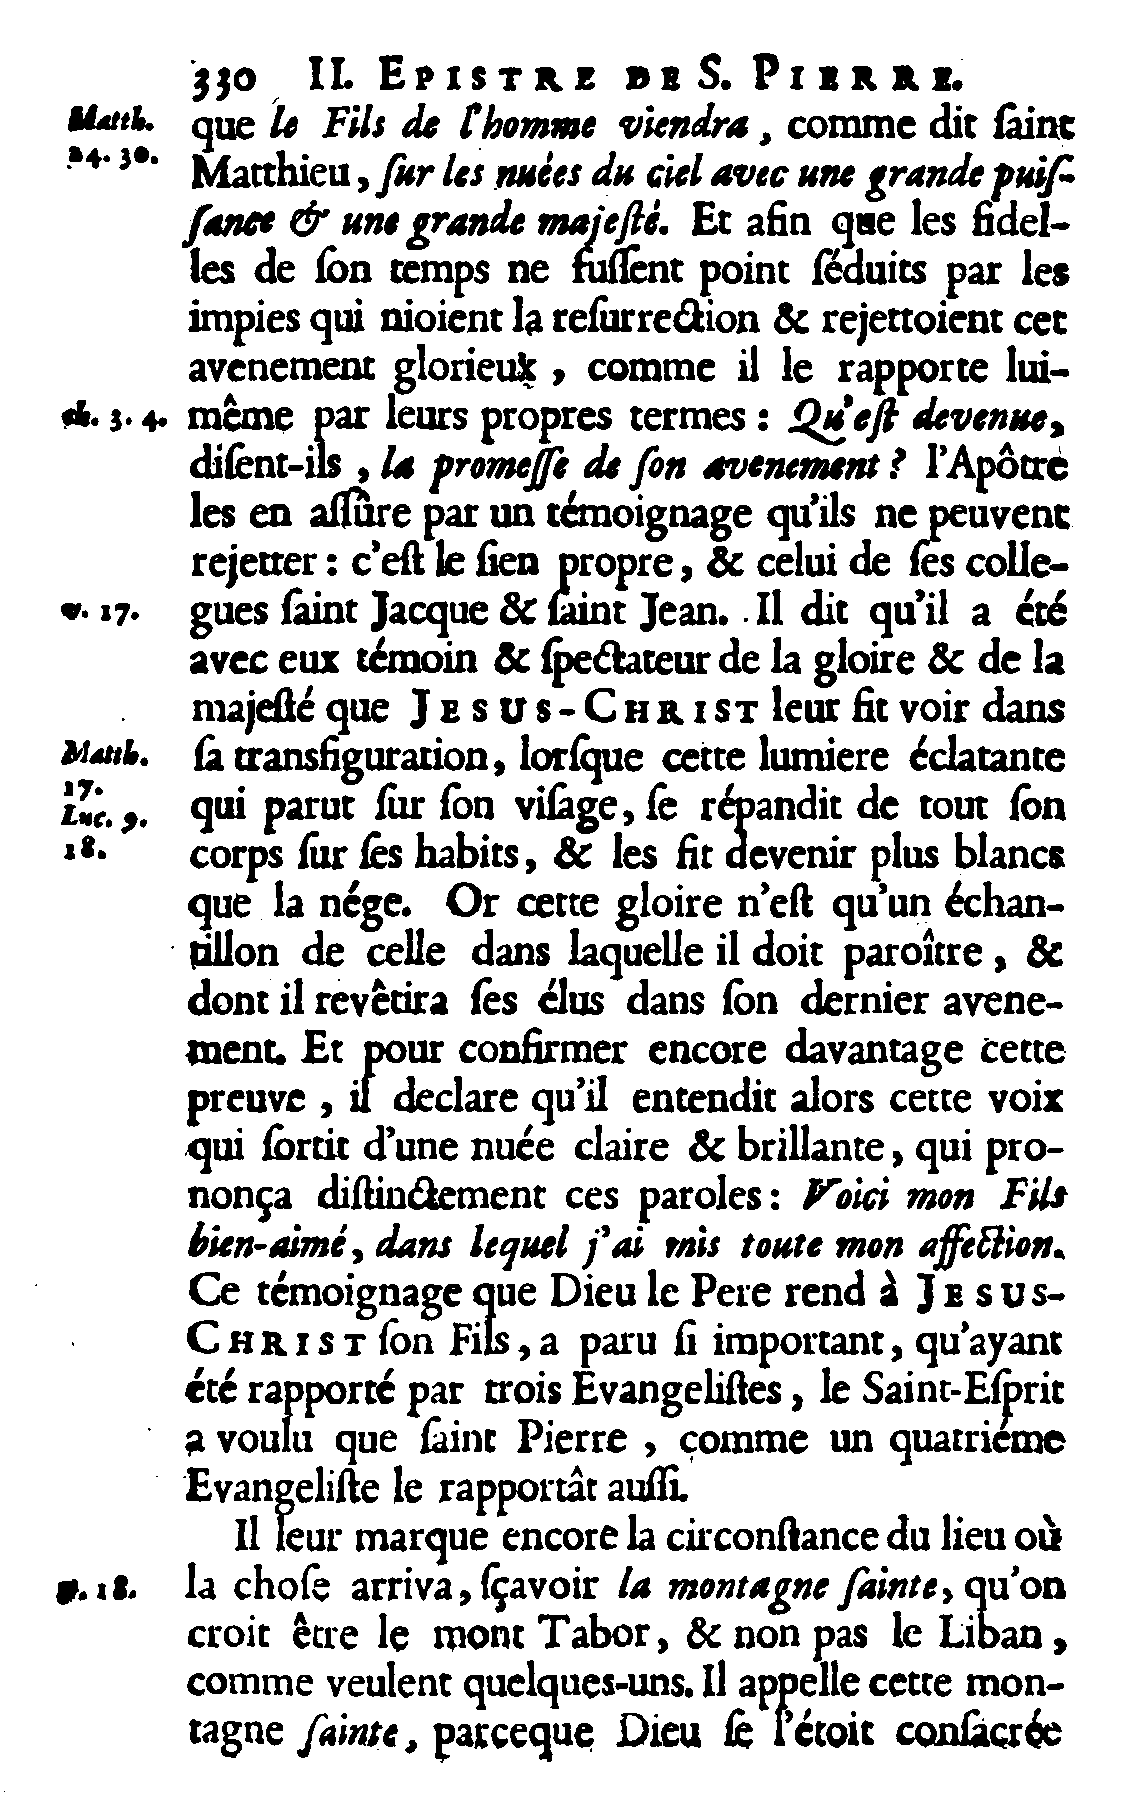 330 II. EPISTRE DE S. PIERRE.
Matth. que le Fils de l'homme viendra, comme dit ſaint
24. 30. Matthieu, ſur les nuées du ciel avec une grande puiſ-
ſance & une grande majeſté. Et afin que les fidel-
les de ſon temps ne fuſſent point ſéduits par les
impies qui nioient la reſurrection & rejettoient cet
avenement glorieux, comme il le rapporte lui-
ch. 3. 4. même par leurs propres termes : Qu'eſt devenue,
diſent-ils, la promeſſe de ſon avenement ? l'Apôtre
les en aſſûre par un témoignage qu'ils ne peuvent
rejetter : c'eſt le ſien propre, & celui de ſes colle-
v. 17. gues ſaint Jacque & ſaint Jean. Il dit qu'il a été
avec eux témoin & ſpectateur de la gloire & de la
majeſté que JESUS-CHRIST leur fit voir dans
Matth. ſa transfiguration, lorſque cette lumiere éclatante
17.
Luc. 9. qui parut ſur ſon viſage, ſe répandit de tout ſon
18. corps ſur ſes habits, & les fit devenir plus blancs
que la nége. Or cette gloire n'eſt qu'un échan-
tillon de celle dans laquelle il doit paroître, &
dont il revêtira ſes élus dans ſon dernier avene-
ment. Et pour confirmer encore davantage cette
preuve, il declare qu'il entendit alors cette voix
qui ſortit d'une nuée claire & brillante, qui pro-
nonça diſtinctement ces paroles : Voici mon Fils
bien-aimé, dans lequel j'ai mis toute mon affection.
Ce témoignage que Dieu le Pere rend à JESUS-
CHRIST ſon Fils, a paru ſi important, qu'ayant
été rapporté par trois Evangeliſtes, le Saint-Eſprit
a voulu que ſaint Pierre, comme un quatriéme
Evangeliſte le rapportât auſſi.
Il leur marque encore la circonſtance du lieu où
v. 18. la choſe arriva, ſçavoir la montagne ſainte, qu'on
croit être le mont Tabor, & non pas le Liban,
comme veulent quelques-uns. Il appelle cette mon-
tagne ſainte, parceque Dieu ſe l'étoit conſacrée